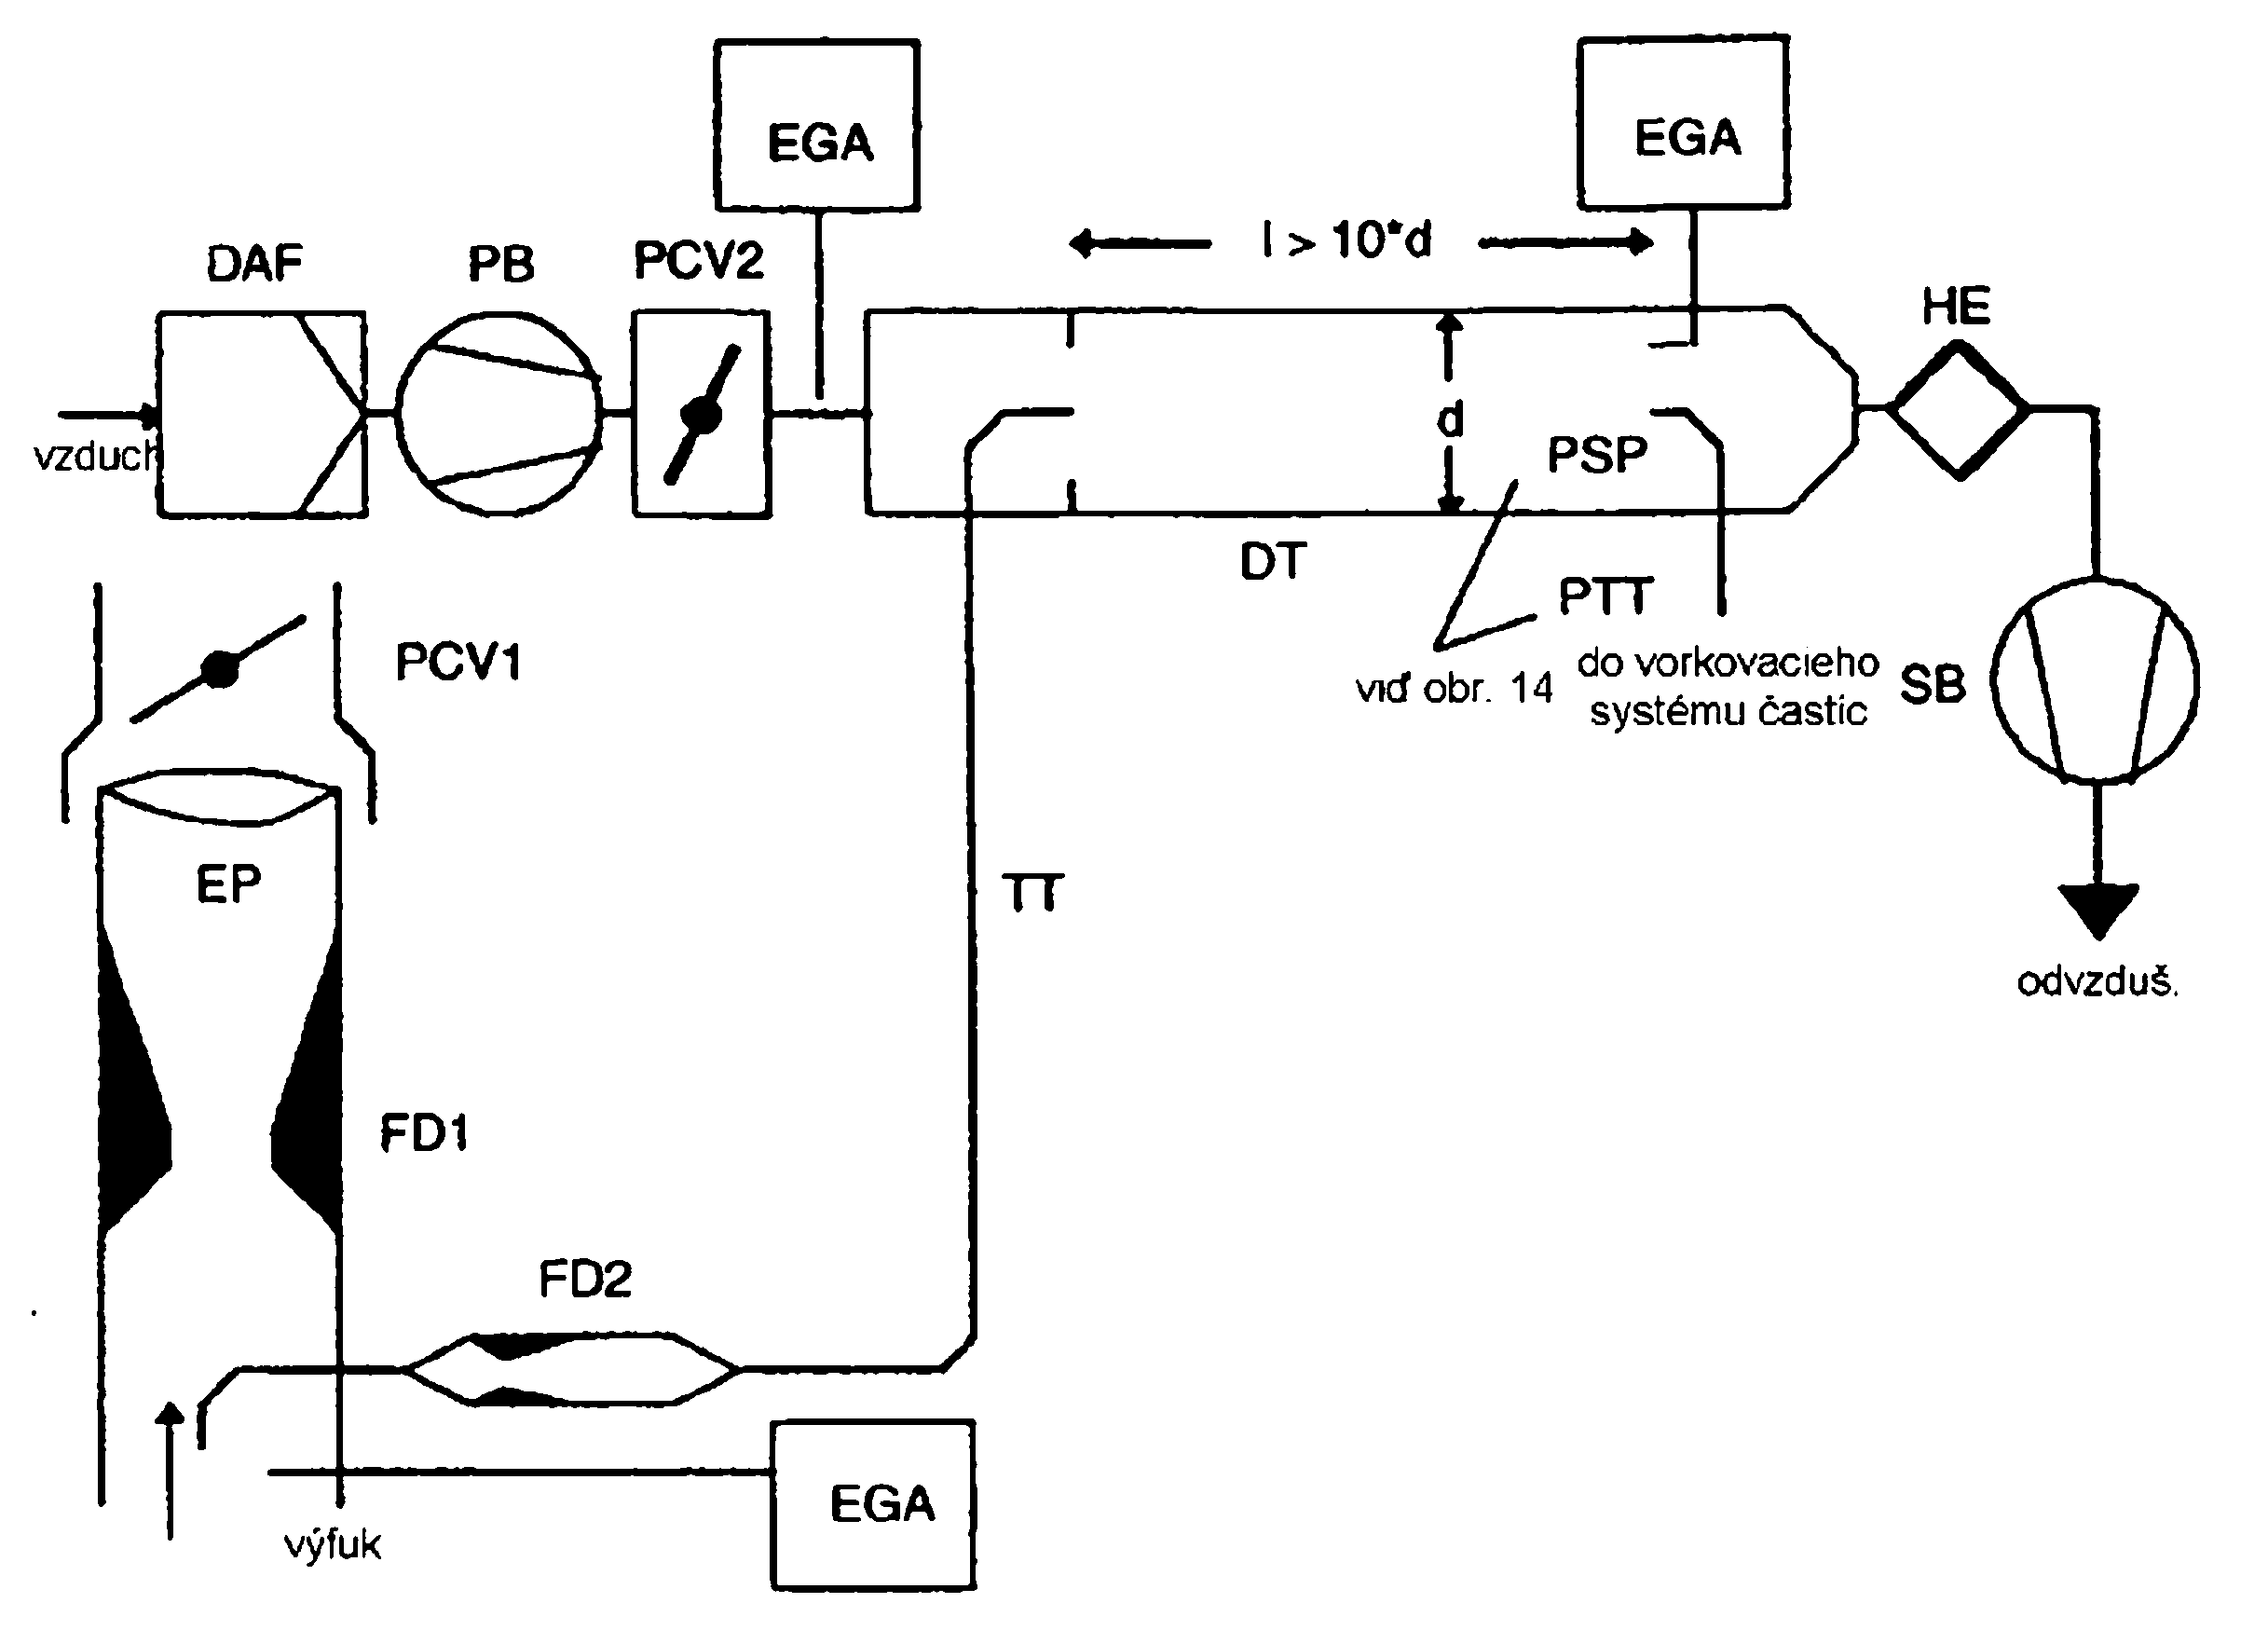 EGA
EGA
l > 10*d
DAF
PB
PCV2
HE
vzduch
d
PSP
DT
PTT
PCV1
do vorkovacieho
systému častic
viď obr. 14
SB
EP
TT
odvzduš.
FD1
FD2
EGA
výfuk